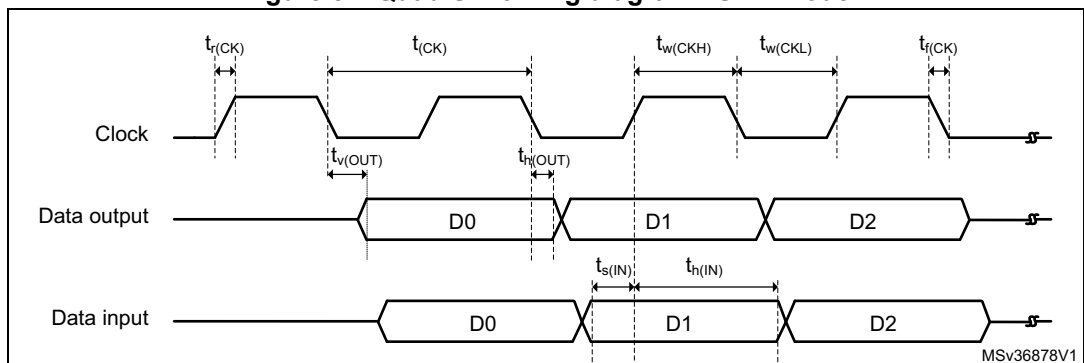 t_r(CK) t_(CK) t_w(CKH) t_w(CKL) t_f(CK)
Clock
t_v(OUT) t_h(OUT)
Data output D0 D1 D2
t_s(IN) t_h(IN)
Data input D0 D1 D2
MSv36878V1